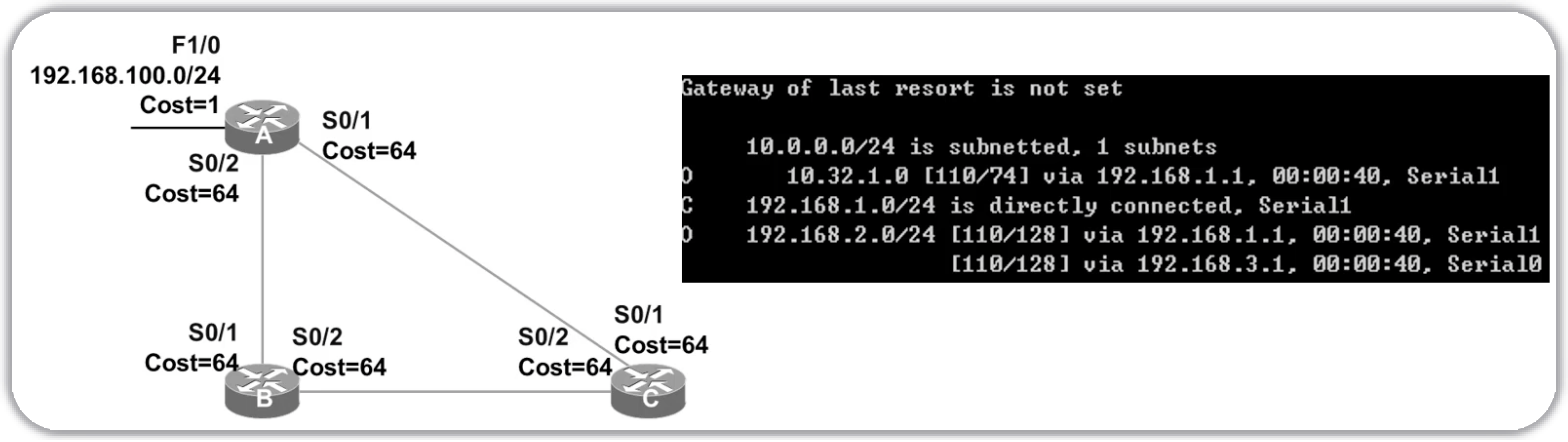 F1/0
192.168.100.0/24
Cost=1
A
S0/1
Cost=64
S0/2
Cost=64
S0/1
Cost=64
S0/2
Cost=64
B
S0/2
Cost=64
S0/1
Cost=64
C
Gateway of last resort is not set
10.0.0.0/24 is subnetted, 1 subnets
O 10.32.1.0 [110/74] via 192.168.1.1, 00:00:40, Serial1
C 192.168.1.0/24 is directly connected, Serial1
O 192.168.2.0/24 [110/128] via 192.168.1.1, 00:00:40, Serial1
[110/128] via 192.168.3.1, 00:00:40, Serial0